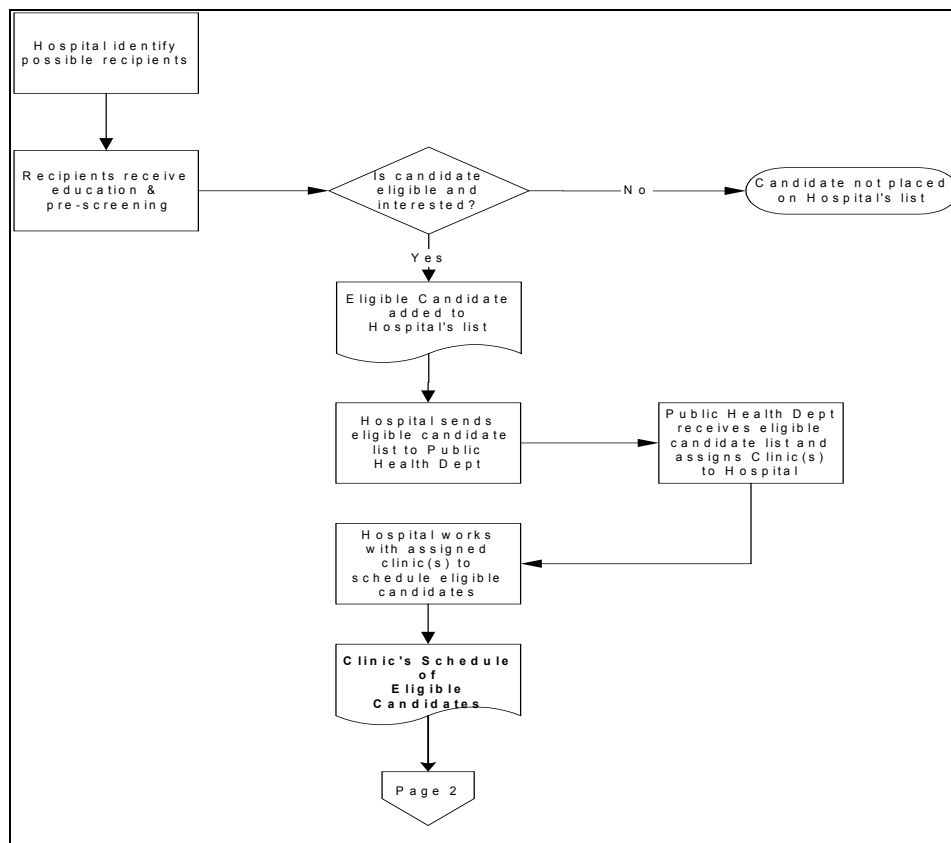 Hospital identify
possible recipients
Recipients receive
education &
pre-screening
Is candidate
eligible and
interested?
No
Candidate not placed
on Hospital's list
Yes
Eligible Candidate
added to
Hospital's list
Hospital sends
eligible candidate
list to Public
Health Dept
Public Health Dept
receives eligible
candidate list and
assigns Clinic(s)
to Hospital
Hospital works
with assigned
clinic(s) to
schedule eligible
candidates
Clinic's Schedule
of
Eligible
Candidates
Page 2